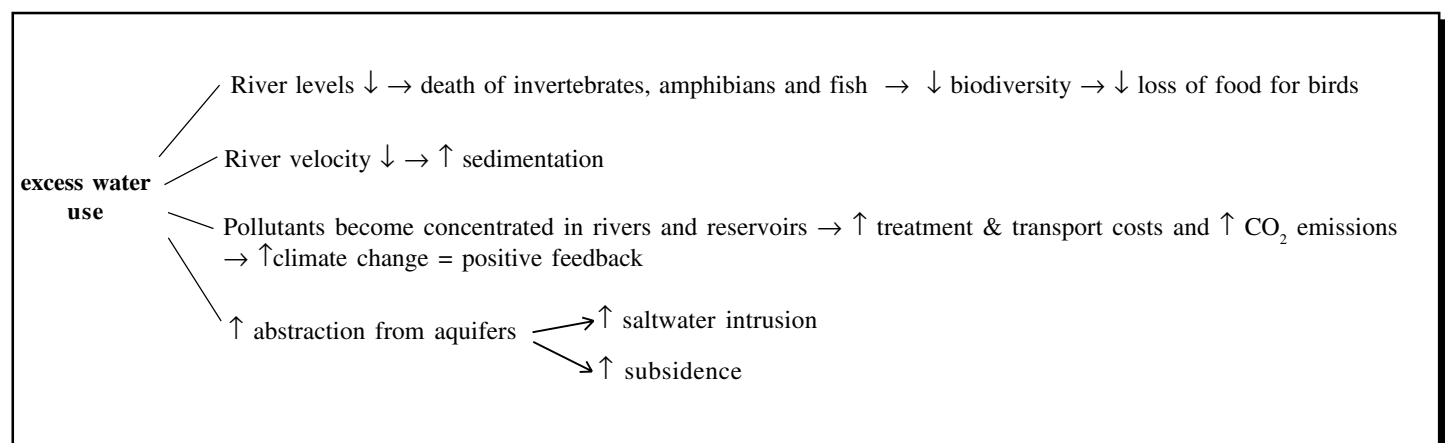 River levels ↓ → death of invertebrates, amphibians and fish → ↓ biodiversity → ↓ loss of food for birds
River velocity ↓ → ↑ sedimentation
excess water
use
Pollutants become concentrated in rivers and reservoirs → ↑ treatment & transport costs and ↑ CO₂ emissions
→ ↑climate change = positive feedback
↑ abstraction from aquifers
↑ saltwater intrusion
↑ subsidence